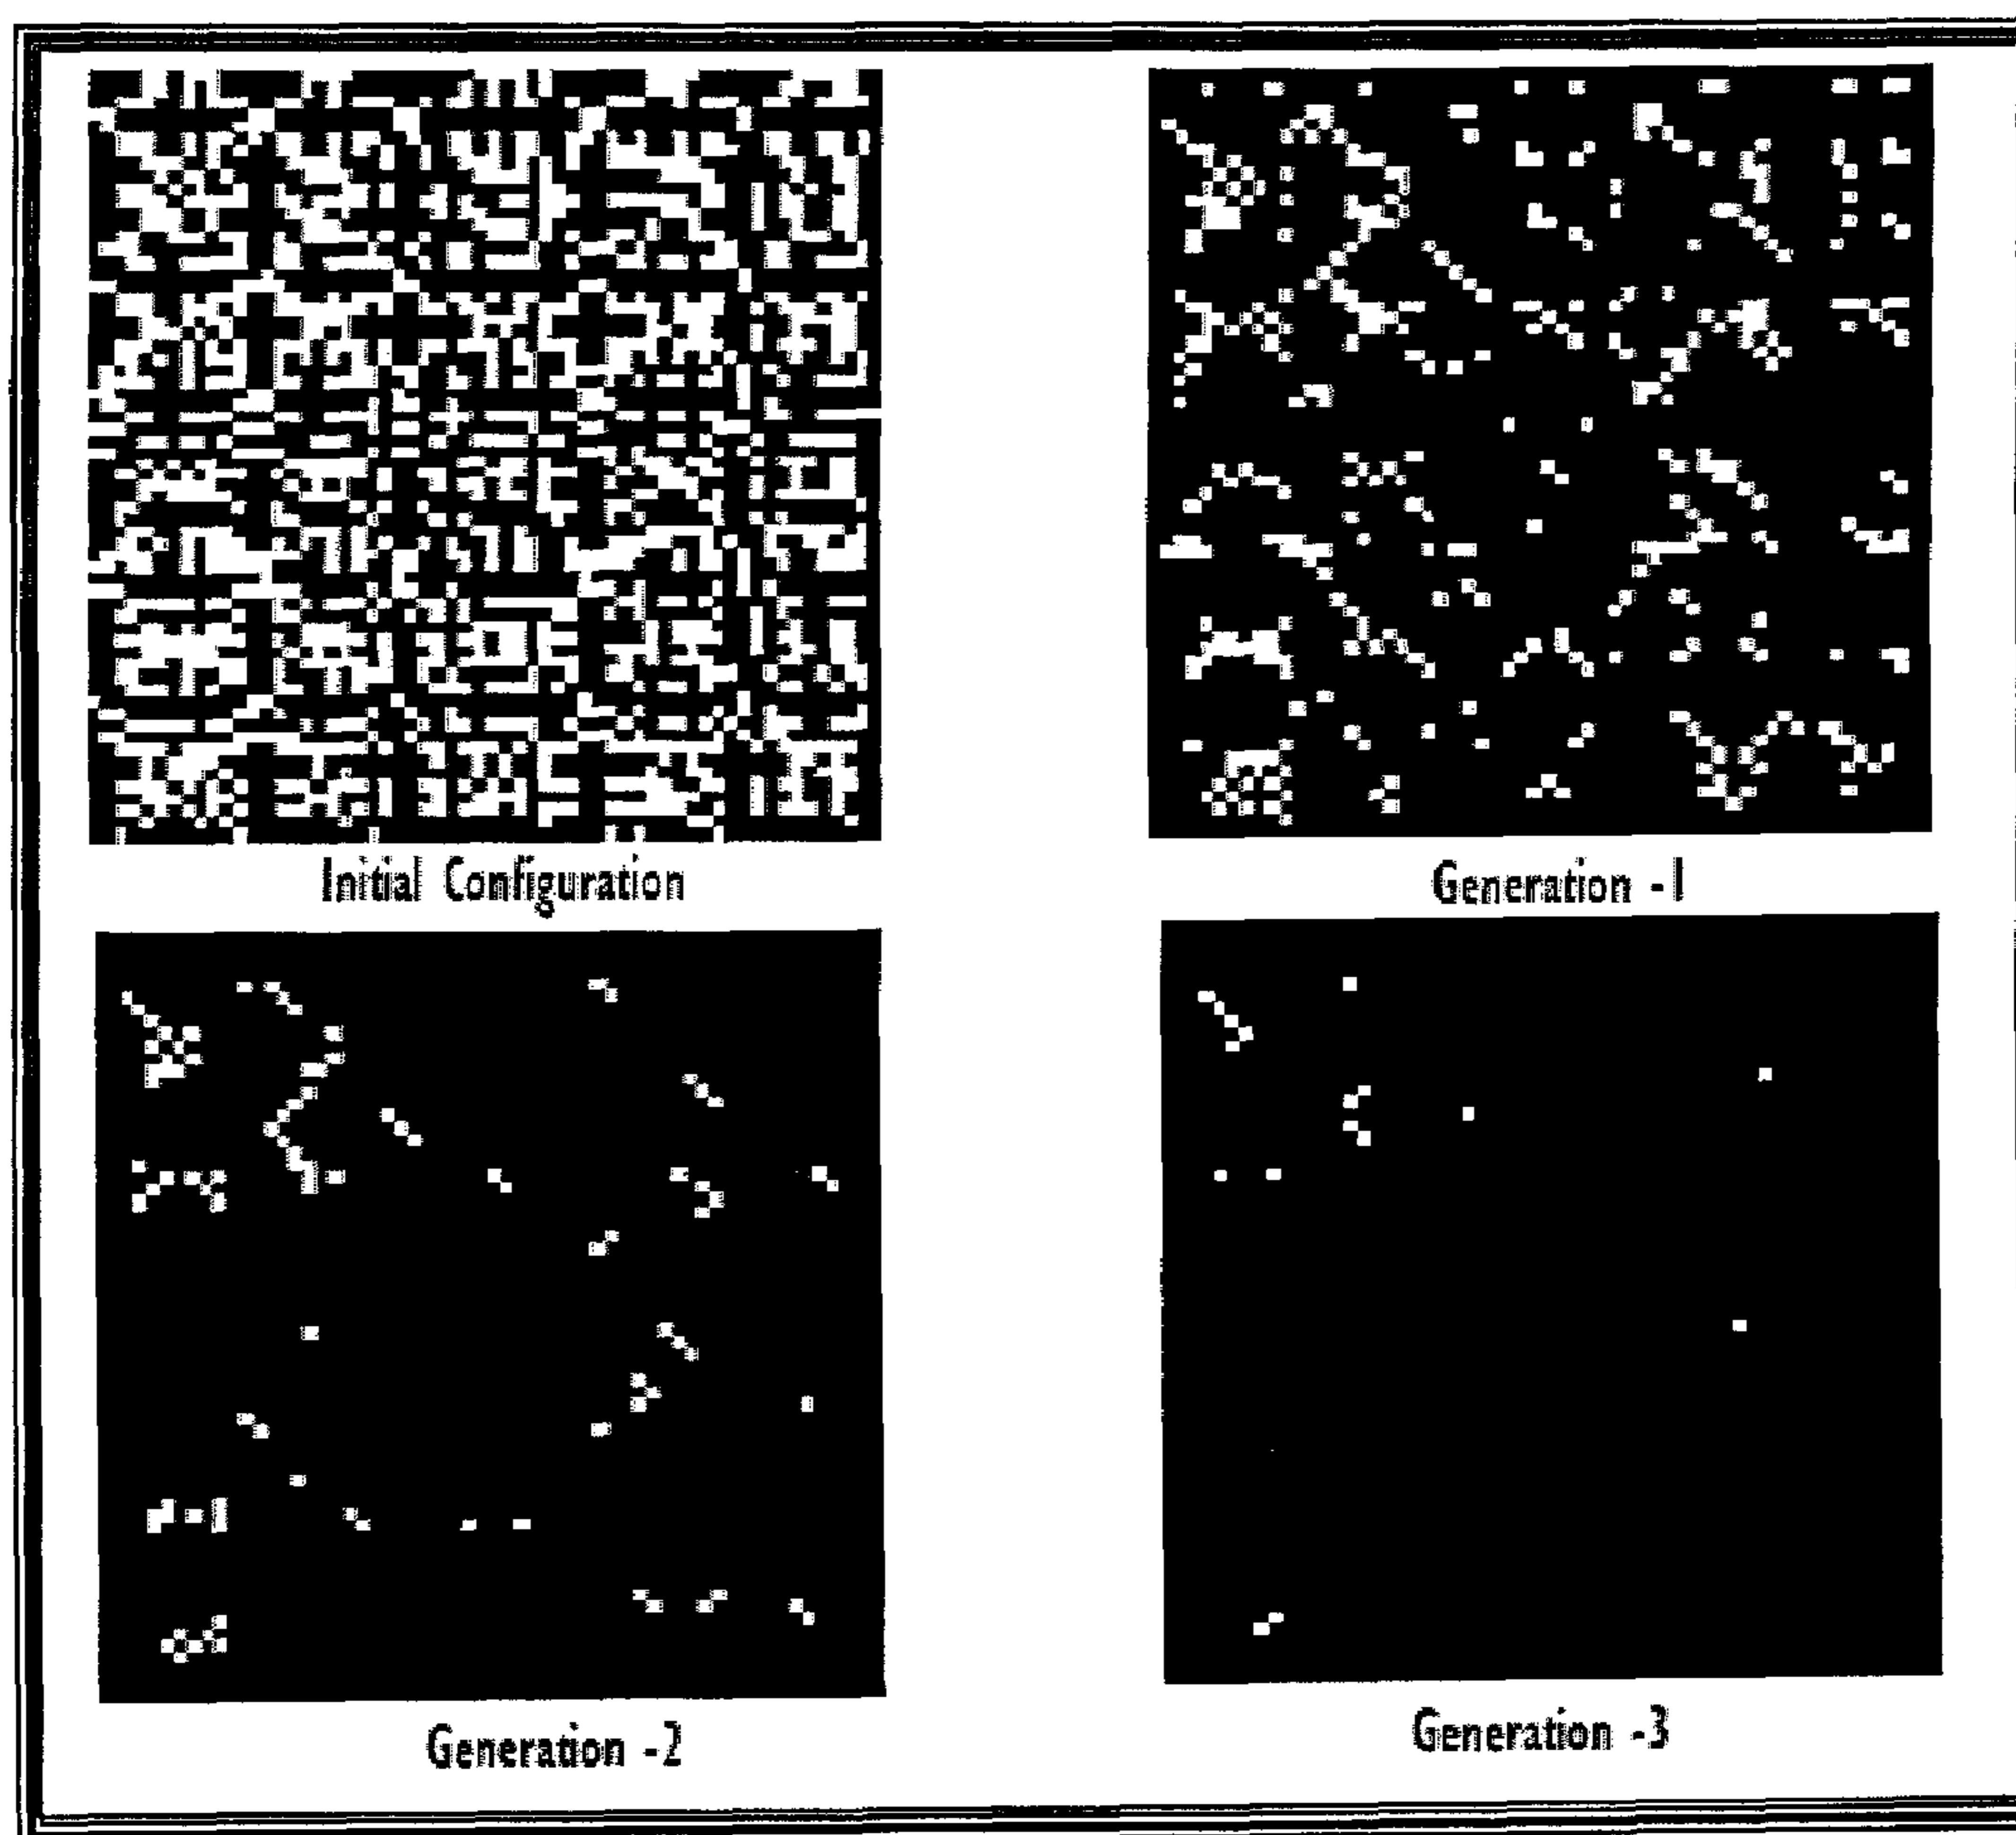 Initial Configuration
Generation -1
Generation -2
Generation -3